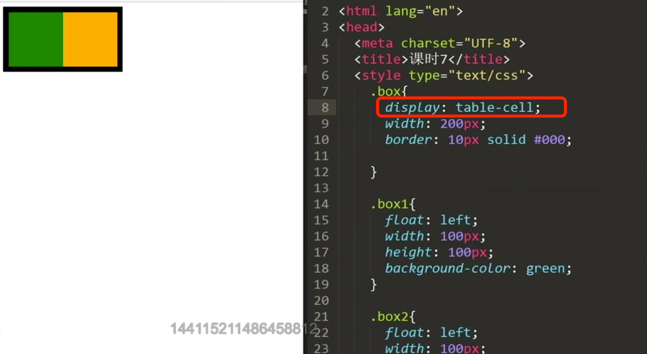 2 <html lang="en">
3 <head>
4 <meta charset="UTF-8">
5 <title>课时7</title>
6 <style type="text/css">
7 .box{
8 display: table-cell;
9 width: 200px;
10 border: 10px solid #000;
11
12 }
13
14 .box1{
15 float: left;
16 width: 100px;
17 height: 100px;
18 background-color: green;
19 }
20
21 .box2{
22 float: left;
23 width: 100px;
144115211486458812